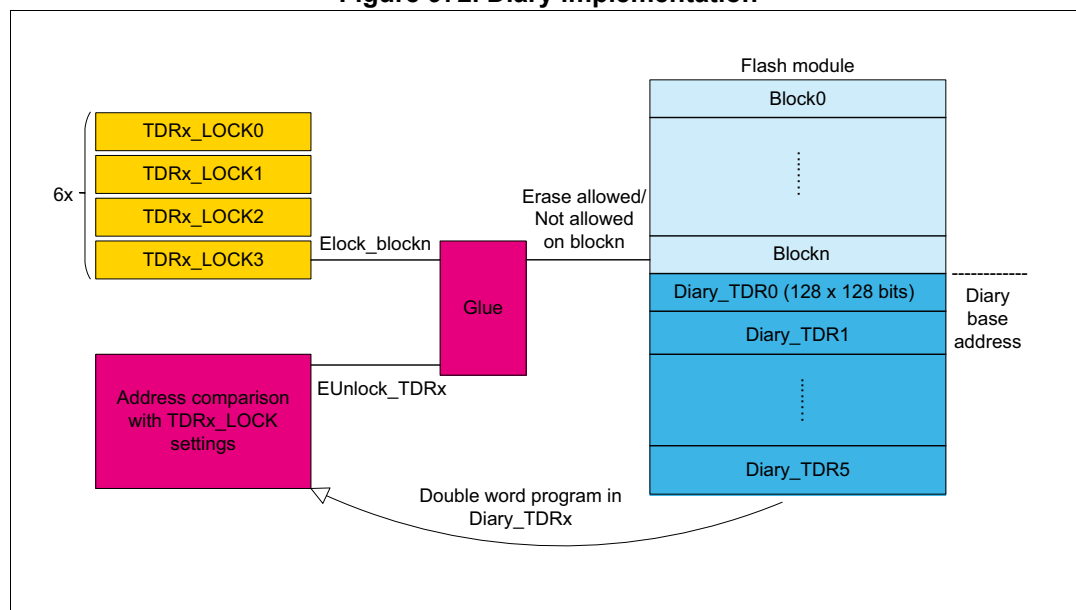 Flash module
Block0
TDRx_LOCK0
TDRx_LOCK1
6x
TDRx_LOCK2
TDRx_LOCK3
Elock_blockn
Erase allowed/
Not allowed
on blockn
Blockn
Glue
Diary_TDR0 (128 x 128 bits)
Diary_TDR1
Diary
base
address
EUnlock_TDRx
Address comparison
with TDRx_LOCK
settings
Diary_TDR5
Double word program in
Diary_TDRx